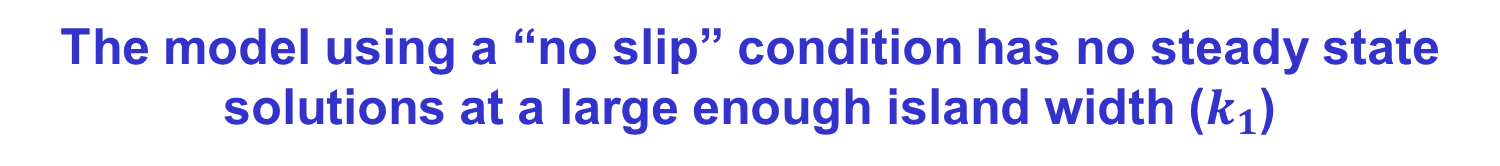 The model using a “no slip” condition has no steady state
solutions at a large enough island width (k₁)